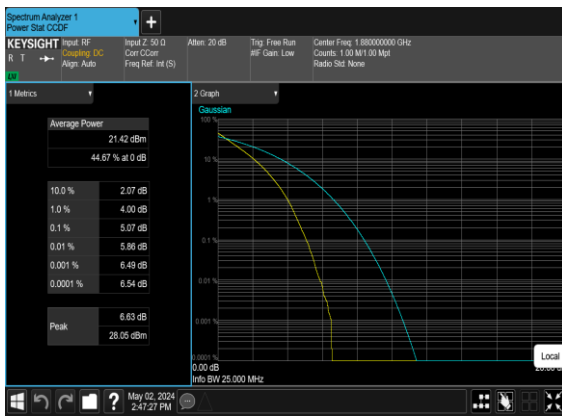 Spectrum Analyzer 1
Power Stat CCDF
+
KEYSIGHT
R T
LXI
Input: RF
Coupling: DC
Align: Auto
Input Z: 50 Ω
Corr CCorr
Freq Ref: Int (S)
Atten: 20 dB
Trig: Free Run
#IF Gain: Low
Center Freq: 1.880000000 GHz
Counts: 1.00 M/1.00 Mpt
Radio Std: None
1 Metrics
Average Power
21.42 dBm
44.67 % at 0 dB
10.0 % 2.07 dB
1.0 % 4.00 dB
0.1 % 5.07 dB
0.01 % 5.86 dB
0.001 % 6.49 dB
0.0001 % 6.54 dB
Peak
6.63 dB
28.05 dBm
2 Graph
Gaussian
100 %
10 %
1 %
0.1 %
0.01 %
0.001 %
0.0001 %
0.00 dB
Info BW 25.000 MHz
Local
?
May 02, 2024
2:47:27 PM